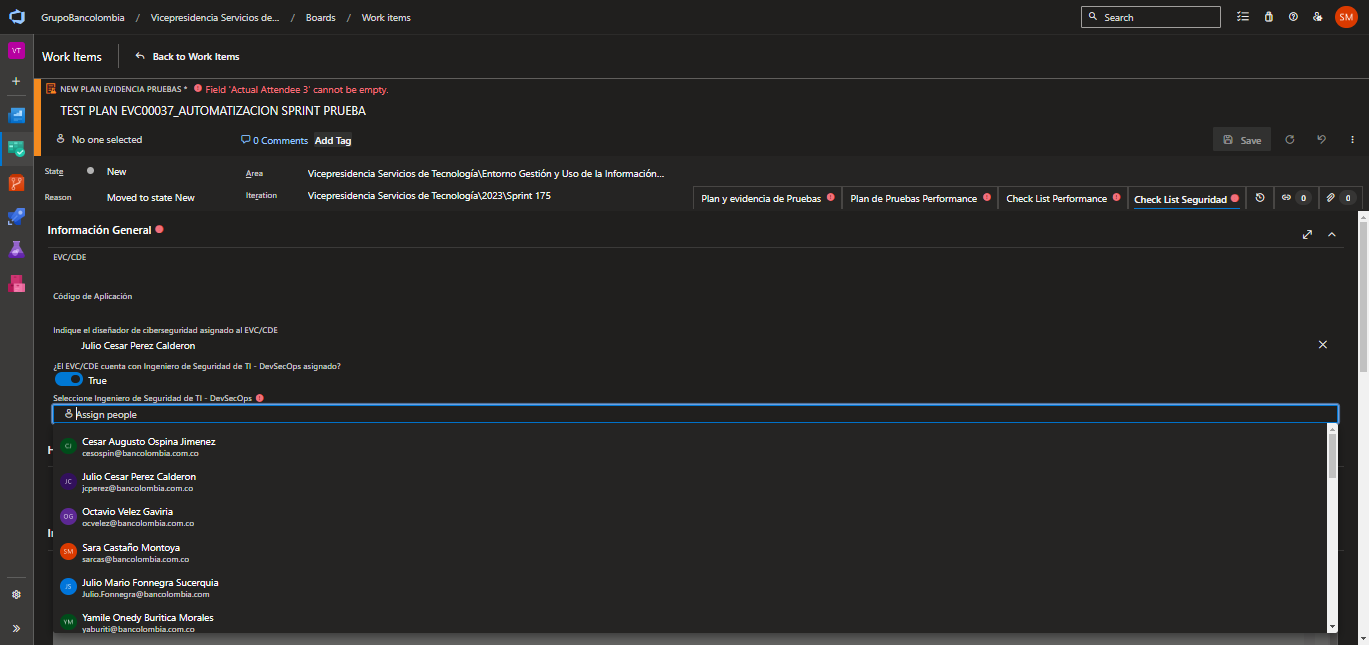 GrupoBancolombia / Vicepresidencia Servicios de... / Boards / Work items
Search
SM
VT
Work Items
Back to Work Items
NEW PLAN EVIDENCIA PRUEBAS * Field 'Actual Attendee 3' cannot be empty.
TEST PLAN EVC00037_AUTOMATIZACION SPRINT PRUEBA
No one selected
0 Comments
Add Tag
Save
State New
Area Vicepresidencia Servicios de Tecnología\Entorno Gestión y Uso de la Información...
Reason Moved to state New
Iteration Vicepresidencia Servicios de Tecnología\2023\Sprint 175
Plan y evidencia de Pruebas
Plan de Pruebas Performance
Check List Performance
Check List Seguridad
0
0
Información General
EVC/CDE
Código de Aplicación
Indique el diseñador de ciberseguridad asignado al EVC/CDE
Julio Cesar Perez Calderon
¿El EVC/CDE cuenta con Ingeniero de Seguridad de TI - DevSecOps asignado?
True
Seleccione Ingeniero de Seguridad de TI - DevSecOps
Assign people
CJ
Cesar Augusto Ospina Jimenez
cesospin@bancolombia.com.co
JC
Julio Cesar Perez Calderon
jcperez@bancolombia.com.co
OG
Octavio Velez Gaviria
ocvelez@bancolombia.com.co
SM
Sara Castaño Montoya
sarcas@bancolombia.com.co
JS
Julio Mario Fonnegra Sucerquia
Julio.Fonnegra@bancolombia.com
YM
Yamile Onedy Buritica Morales
yaburiti@bancolombia.com.co